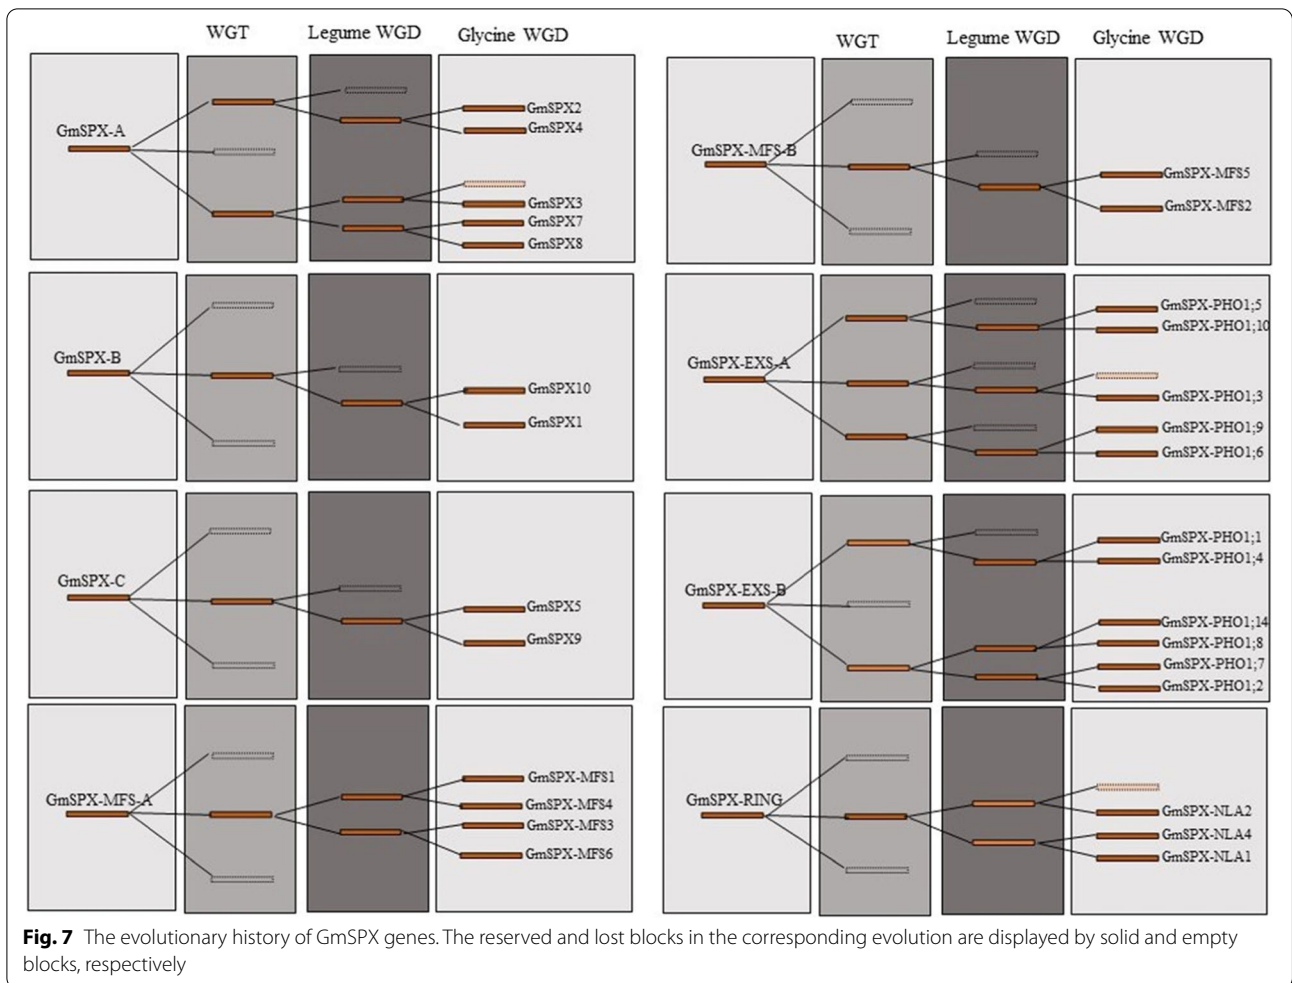 WGT
Legume WGD
Glycine WGD
GmSPX-A
GmSPX2
GmSPX4
GmSPX3
GmSPX7
GmSPX8
GmSPX-B
GmSPX10
GmSPX1
GmSPX-C
GmSPX5
GmSPX9
GmSPX-MFS-A
GmSPX-MFS1
GmSPX-MFS4
GmSPX-MFS3
GmSPX-MFS6
WGT
Legume WGD
Glycine WGD
GmSPX-MFS-B
GmSPX-MFS5
GmSPX-MFS2
GmSPX-EXS-A
GmSPX-PHO1;5
GmSPX-PHO1;10
GmSPX-PHO1;3
GmSPX-PHO1;9
GmSPX-PHO1;6
GmSPX-EXS-B
GmSPX-PHO1;1
GmSPX-PHO1;4
GmSPX-PHO1;14
GmSPX-PHO1;8
GmSPX-PHO1;7
GmSPX-PHO1;2
GmSPX-RING
GmSPX-NLA2
GmSPX-NLA4
GmSPX-NLA1
Fig. 7 The evolutionary history of GmSPX genes. The reserved and lost blocks in the corresponding evolution are displayed by solid and empty
blocks, respectively